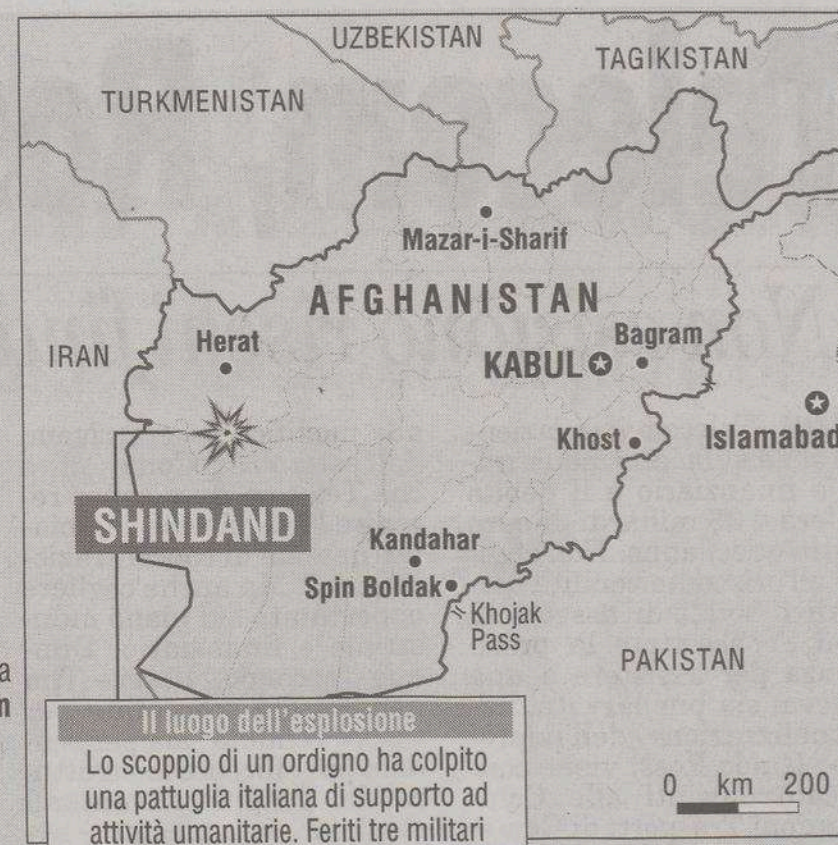 UZBEKISTAN
TAGIKISTAN
TURKMENISTAN
Mazar-i-Sharif
AFGHANISTAN
IRAN
Herat
Bagram
KABUL
Khost
Islamabad
SHINDAND
Kandahar
Spin Boldak
Khojak
Pass
PAKISTAN
Il luogo dell'esplosione
Lo scoppio di un ordigno ha colpito
una pattuglia italiana di supporto ad
attività umanitarie. Feriti tre militari
0 km 200